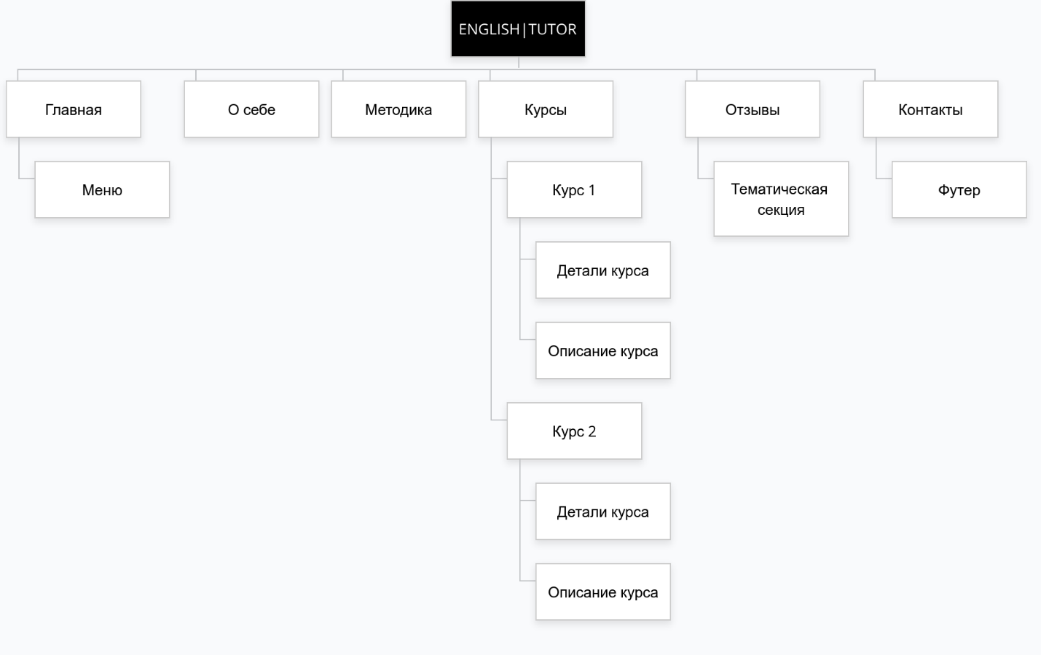 ENGLISH|TUTOR
Главная
О себе
Методика
Курсы
Отзывы
Контакты
Меню
Курс 1
Тематическая
секция
Футер
Детали курса
Описание курса
Курс 2
Детали курса
Описание курса